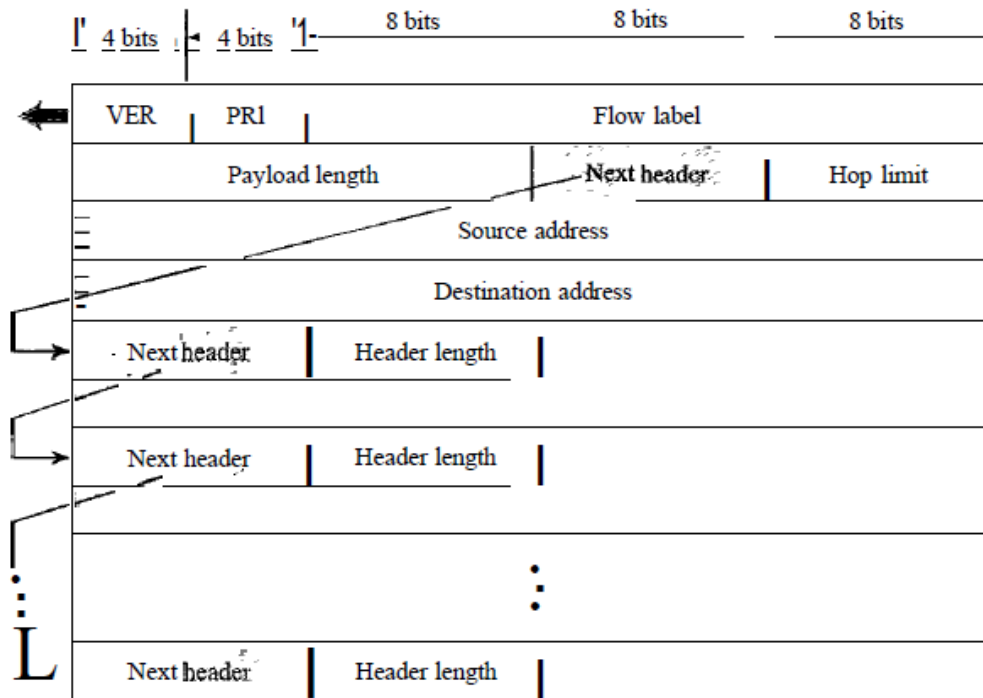 4 bits 4 bits 8 bits 8 bits 8 bits
VER PR1 Flow label
Payload length Next header Hop limit
Source address
Destination address
Next header Header length
Next header Header length
L
Next header Header length